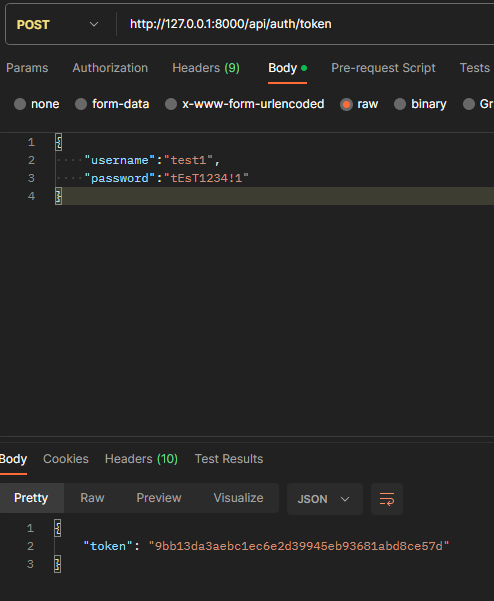 POST http://127.0.0.1:8000/api/auth/token
Params Authorization Headers (9) Body Pre-request Script Tests
none form-data x-www-form-urlencoded raw binary Gr
1 {
2 "username":"test1",
3 "password":"tEsT1234!1"
4 }
Body Cookies Headers (10) Test Results
Pretty Raw Preview Visualize JSON
1 {
2 "token": "9bb13da3aebc1ec6e2d39945eb93681abd8ce57d"
3 }